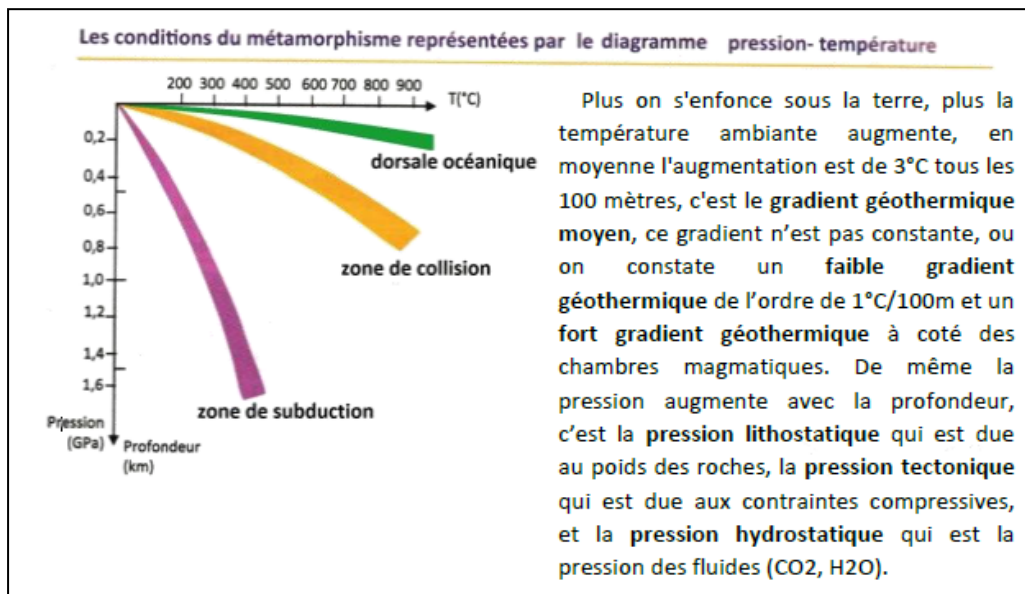 Les conditions du métamorphisme représentées par le diagramme pression- température
200 300 400 500 600 700 800 900
T(°C)
0,2
0,4
0,6
0,8
1,0
1,2
1,4
1,6
dorsale océanique
zone de collision
zone de subduction
Pression
(GPa)
Profondeur
(km)
Plus on s'enfonce sous la terre, plus la
température ambiante augmente, en
moyenne l'augmentation est de 3°C tous les
100 mètres, c'est le gradient géothermique
moyen, ce gradient n’est pas constante, ou
on constate un faible gradient
géothermique de l’ordre de 1°C/100m et un
fort gradient géothermique à coté des
chambres magmatiques. De même la
pression augmente avec la profondeur,
c’est la pression lithostatique qui est due
au poids des roches, la pression tectonique
qui est due aux contraintes compressives,
et la pression hydrostatique qui est la
pression des fluides (CO2, H2O).